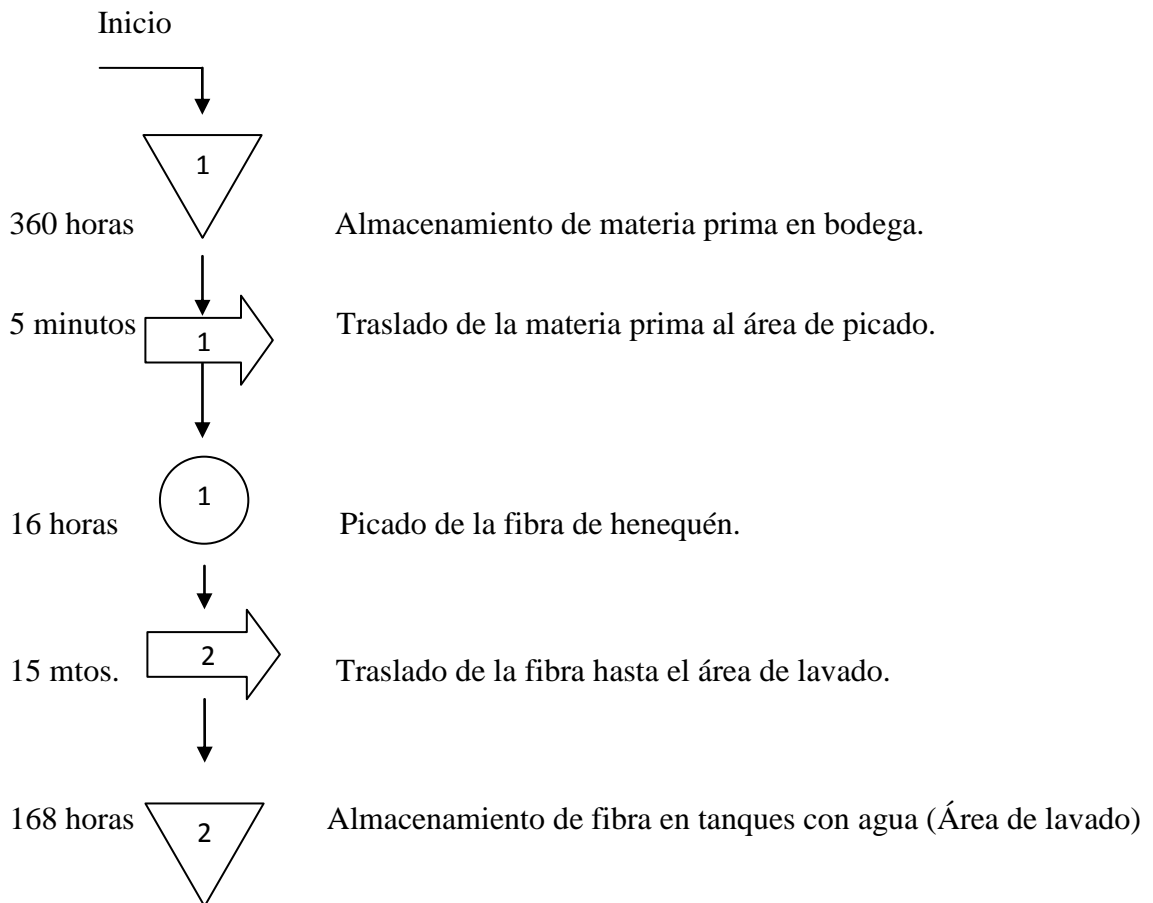 Inicio
1
360 horas Almacenamiento de materia prima en bodega.
5 minutos 1 Traslado de la materia prima al área de picado.
1
16 horas Picado de la fibra de henequén.
15 mtos. 2 Traslado de la fibra hasta el área de lavado.
168 horas 2 Almacenamiento de fibra en tanques con agua (Área de lavado)